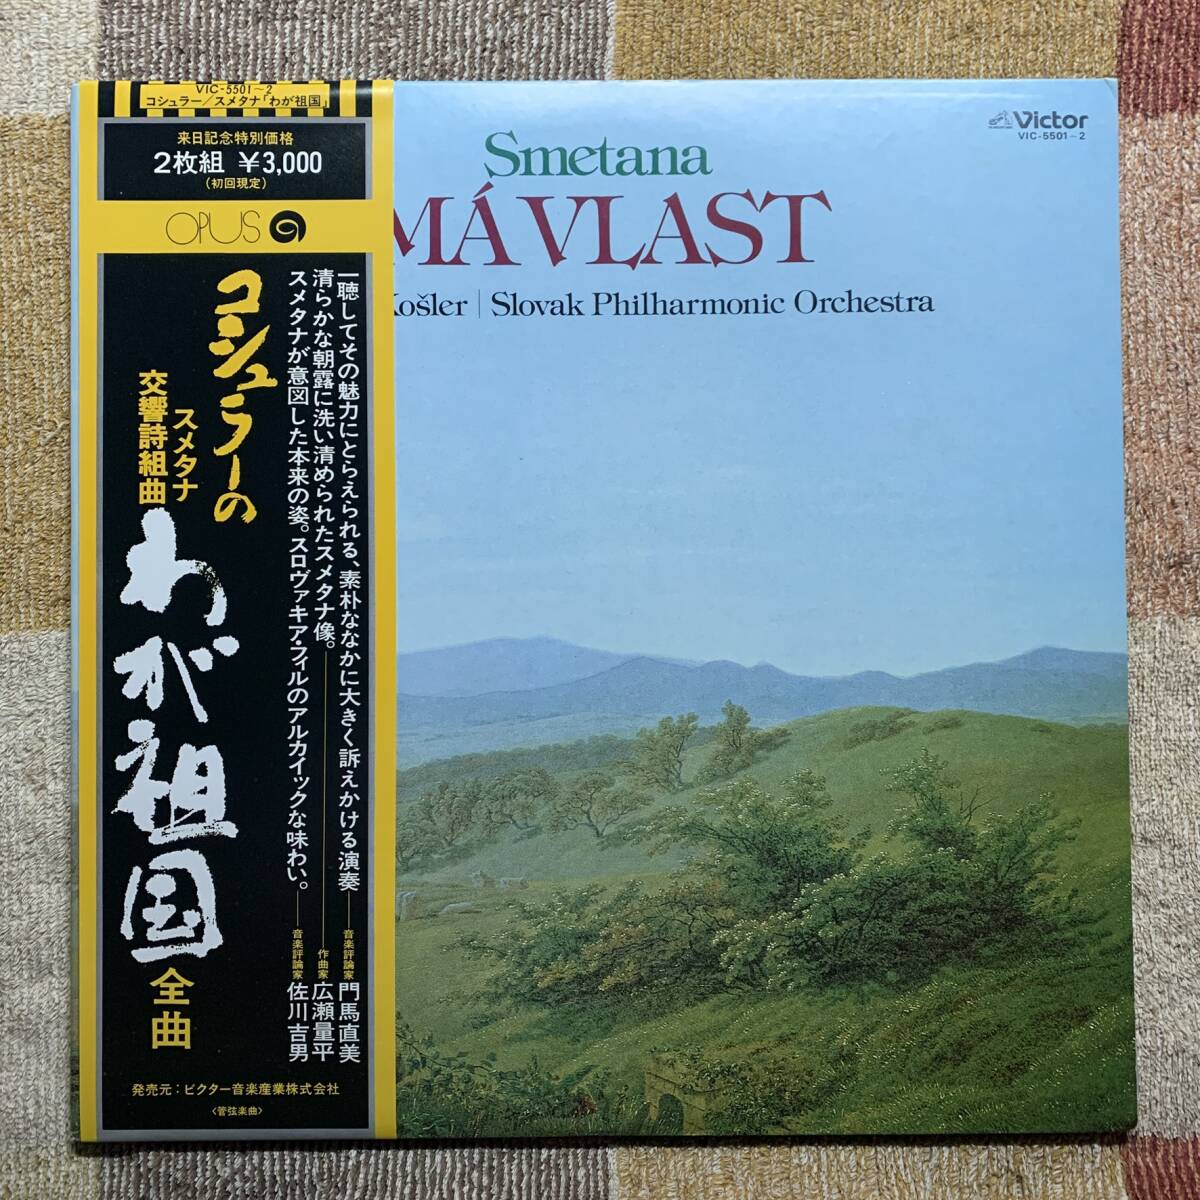 VIC-5501~2
コシュラー/スメタナ「わが祖国」
来日記念特別価格
2枚組 ¥3,000
(初回現定)
OPUS
コシュラーの
スメタナ
交響詩組曲
わが祖国
全曲
一聴してその魅力にとらえられる、素朴ななかに大きく訴えかける演奏——音楽評論家 門馬直美
清らかな朝露に洗い清められたスメタナ像。——作曲家 広瀬量平
スメタナが意図した本来の姿。スロヴァキア・フィルのアルカイックな味わい。——音楽評論家 佐川吉男
発売元:ビクター音楽産業株式会社
〈管弦楽曲〉
Victor
VIC-5501~2
Smetana
MÁ VLAST
Košler | Slovak Philharmonic Orchestra